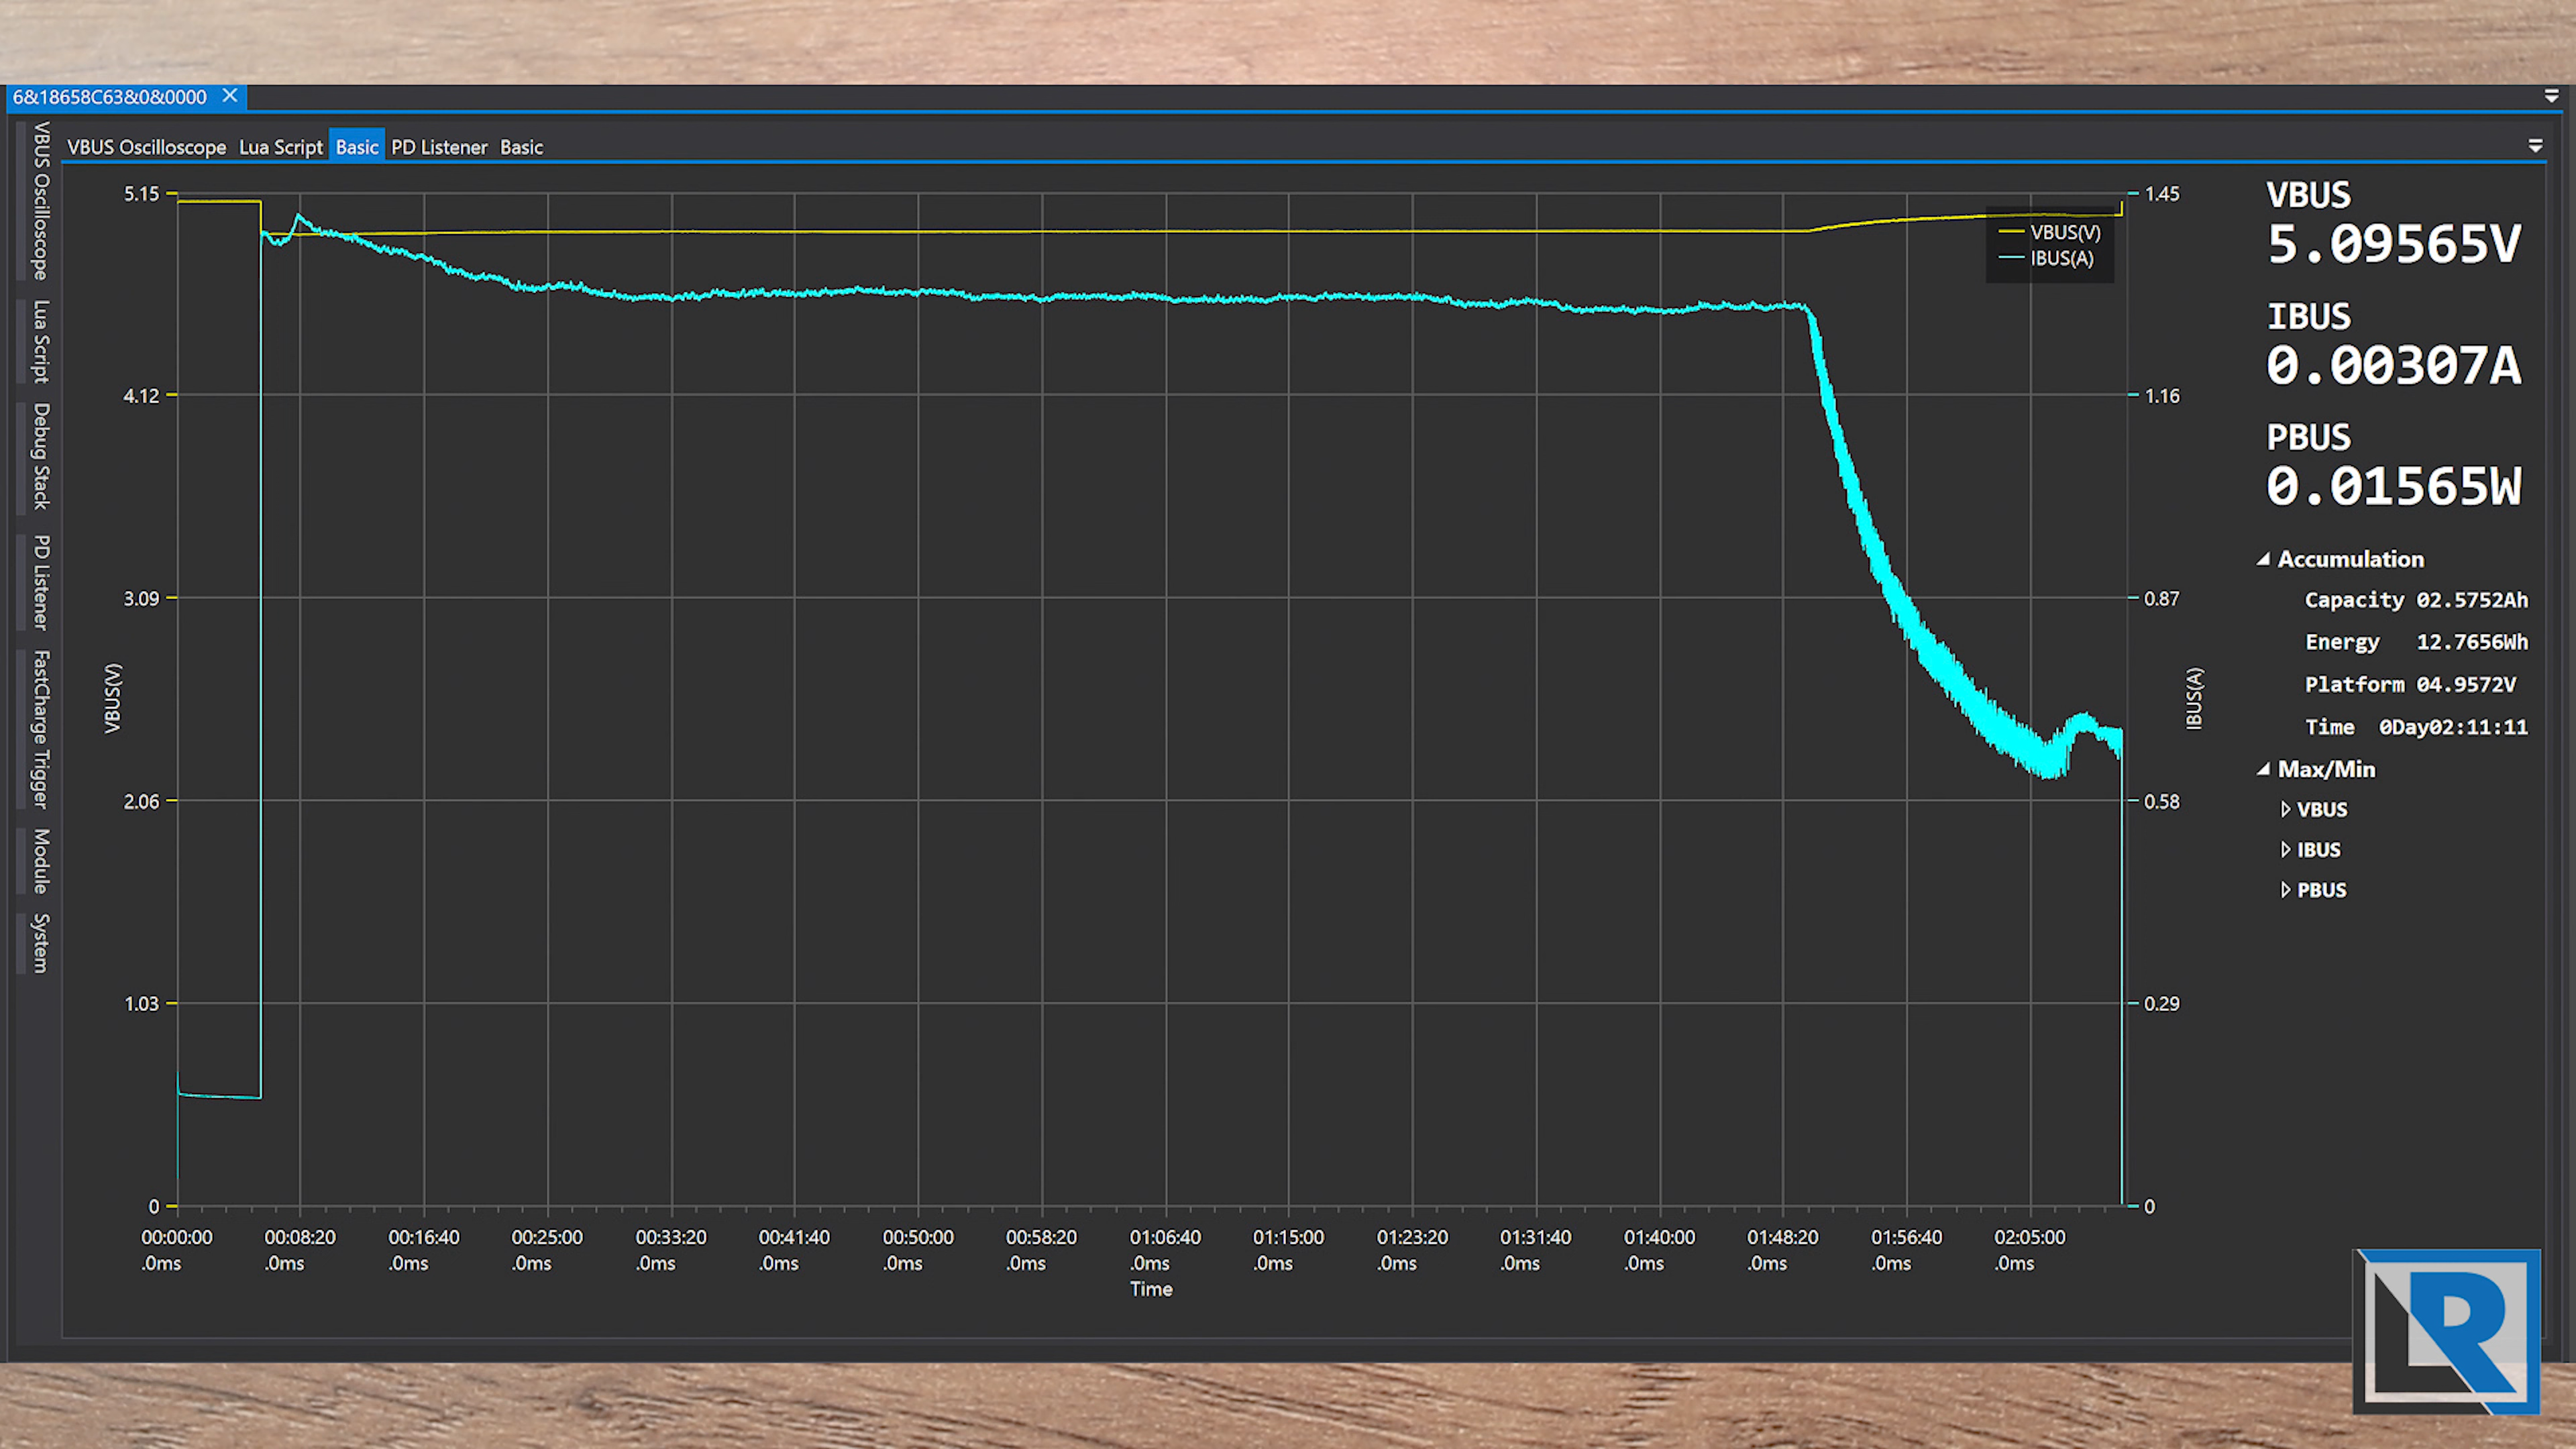 6&18658C63&0&0000
VBUS Oscilloscope
Lua Script
Debug Stack
PD Listener
FastCharge Trigger
Module
System
VBUS Oscilloscope Lua Script Basic PD Listener Basic
5.15
4.12
3.09
2.06
1.03
0
VBUS(V)
1.45
1.16
0.87
0.58
0.29
0
IBUS(A)
VBUS(V)
IBUS(A)
00:00:00 00:08:20 00:16:40 00:25:00 00:33:20 00:41:40 00:50:00 00:58:20 01:06:40 01:15:00 01:23:20 01:31:40 01:40:00 01:48:20 01:56:40 02:05:00
.0ms .0ms .0ms .0ms .0ms .0ms .0ms .0ms .0ms .0ms .0ms .0ms .0ms .0ms .0ms .0ms
Time
VBUS
5.09565V
IBUS
0.00307A
PBUS
0.01565W
Accumulation
Capacity 02.5752Ah
Energy 12.7656Wh
Platform 04.9572V
Time 0Day02:11:11
Max/Min
VBUS
IBUS
PBUS
LR